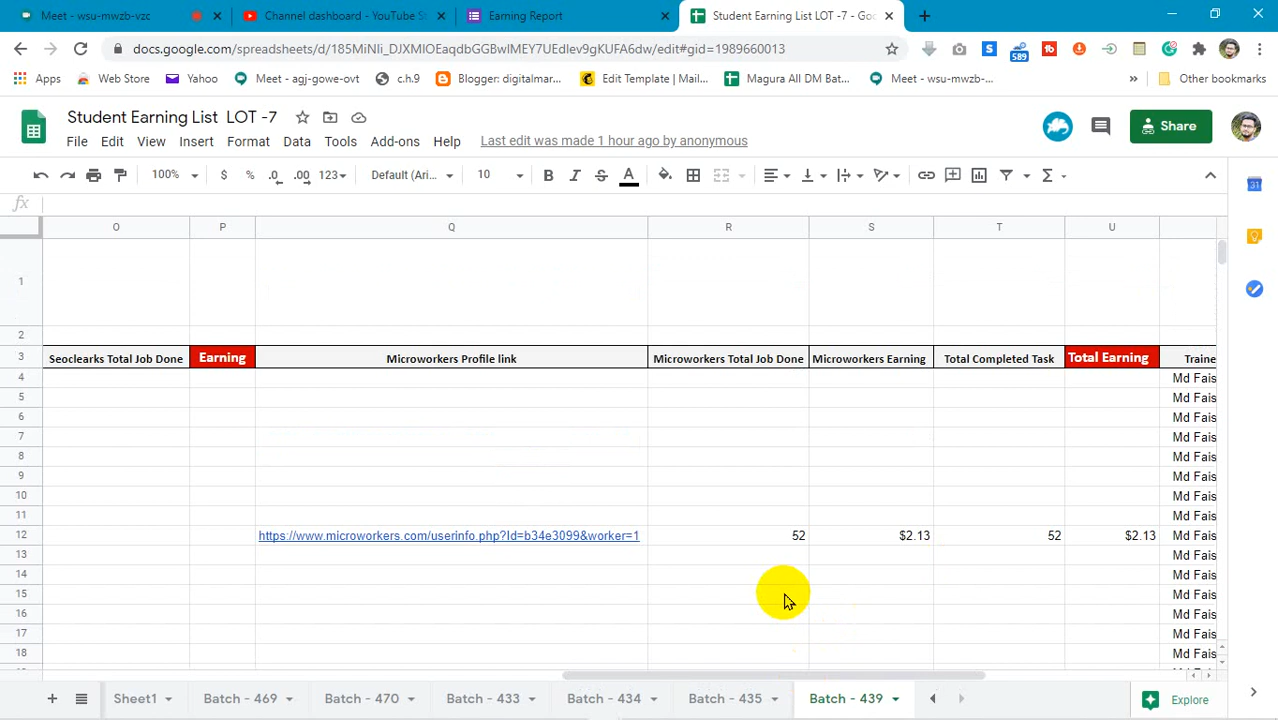 Meet - wsu-mwzb-vzc
Channel dashboard - YouTube S
Earning Report
Student Earning List LOT -7 - Goo
docs.google.com/spreadsheets/d/185MiNIi_DJXMIOEaqdbGGBwIMEY7UEdlev9gKUFA6dw/edit#gid=1989660013
589
Apps Web Store Yahoo Meet - agj-gowe-ovt c.h.9 Blogger: digitalmar... Edit Template | Mail... Magura All DM Bat... Meet - wsu-mwzb-... » Other bookmarks
Student Earning List LOT -7
File Edit View Insert Format Data Tools Add-ons Help Last edit was made 1 hour ago by anonymous
Share
100% $ % .0 .00 123 Default (Ari... 10 B I S A Σ
fx
31
O P Q R S T U
1
2
3 Seoclearks Total Job Done Earning Microworkers Profile link Microworkers Total Job Done Microworkers Earning Total Completed Task Total Earning Traine
4 Md Fais
5 Md Fais
6 Md Fais
7 Md Fais
8 Md Fais
9 Md Fais
10 Md Fais
11 Md Fais
12 https://www.microworkers.com/userinfo.php?Id=b34e3099&worker=1 52 $2.13 52 $2.13 Md Fais
13 Md Fais
14 Md Fais
15 Md Fais
16 Md Fais
17 Md Fais
18 Md Fais
Sheet1 Batch - 469 Batch - 470 Batch - 433 Batch - 434 Batch - 435 Batch - 439 Explore